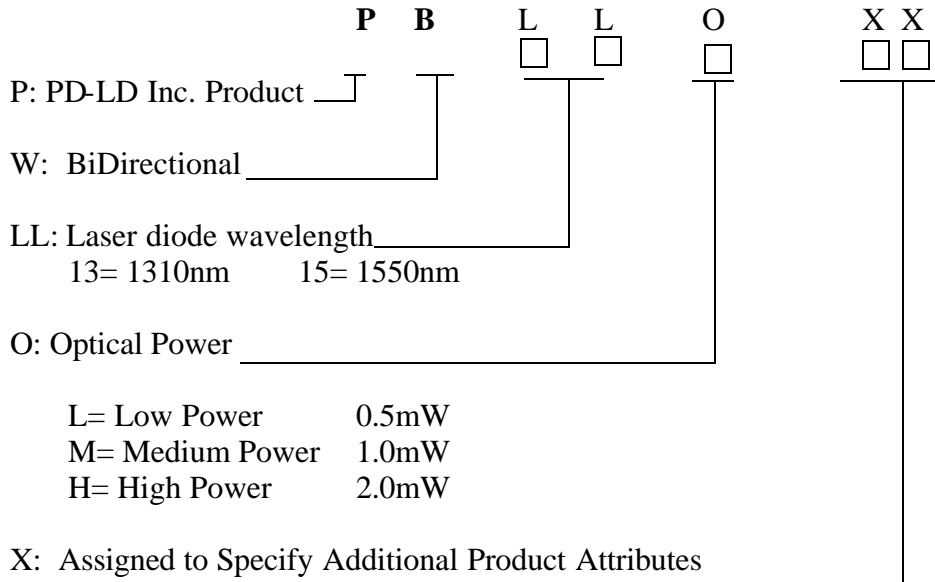 P B L L O X X
P: PD-LD Inc. Product
W: BiDirectional
LL: Laser diode wavelength
13= 1310nm 15= 1550nm
O: Optical Power
L= Low Power 0.5mW
M= Medium Power 1.0mW
H= High Power 2.0mW
X: Assigned to Specify Additional Product Attributes